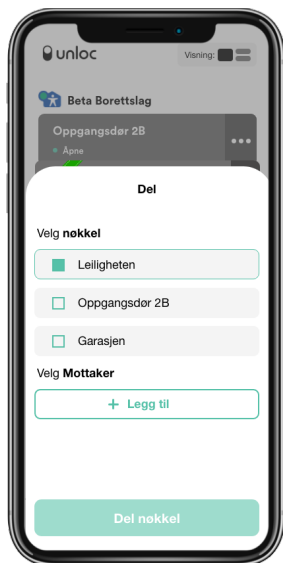 unloc
Visning:
Beta Borettslag
Oppgangsdør 2B
Åpne
Del
Velg nøkkel
Leiligheten
Oppgangsdør 2B
Garasjen
Velg Mottaker
+ Legg til
Del nøkkel